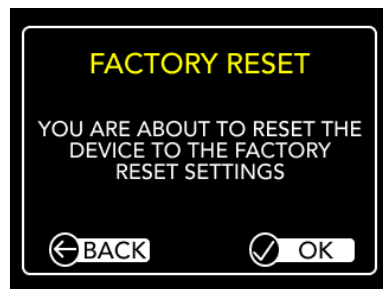 FACTORY RESET
YOU ARE ABOUT TO RESET THE
DEVICE TO THE FACTORY
RESET SETTINGS
BACK OK